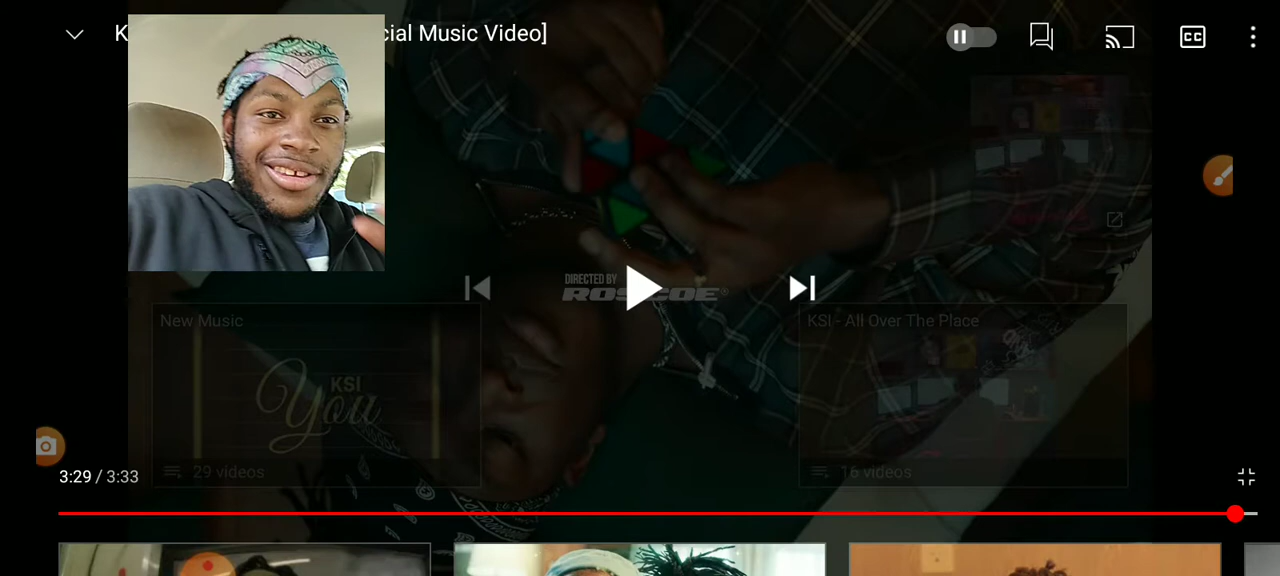 K
cial Music Video]
CC
DIRECTED BY
New Music
KSI - All Over The Place
KSI
You
29 videos
16 videos
3:29 / 3:33